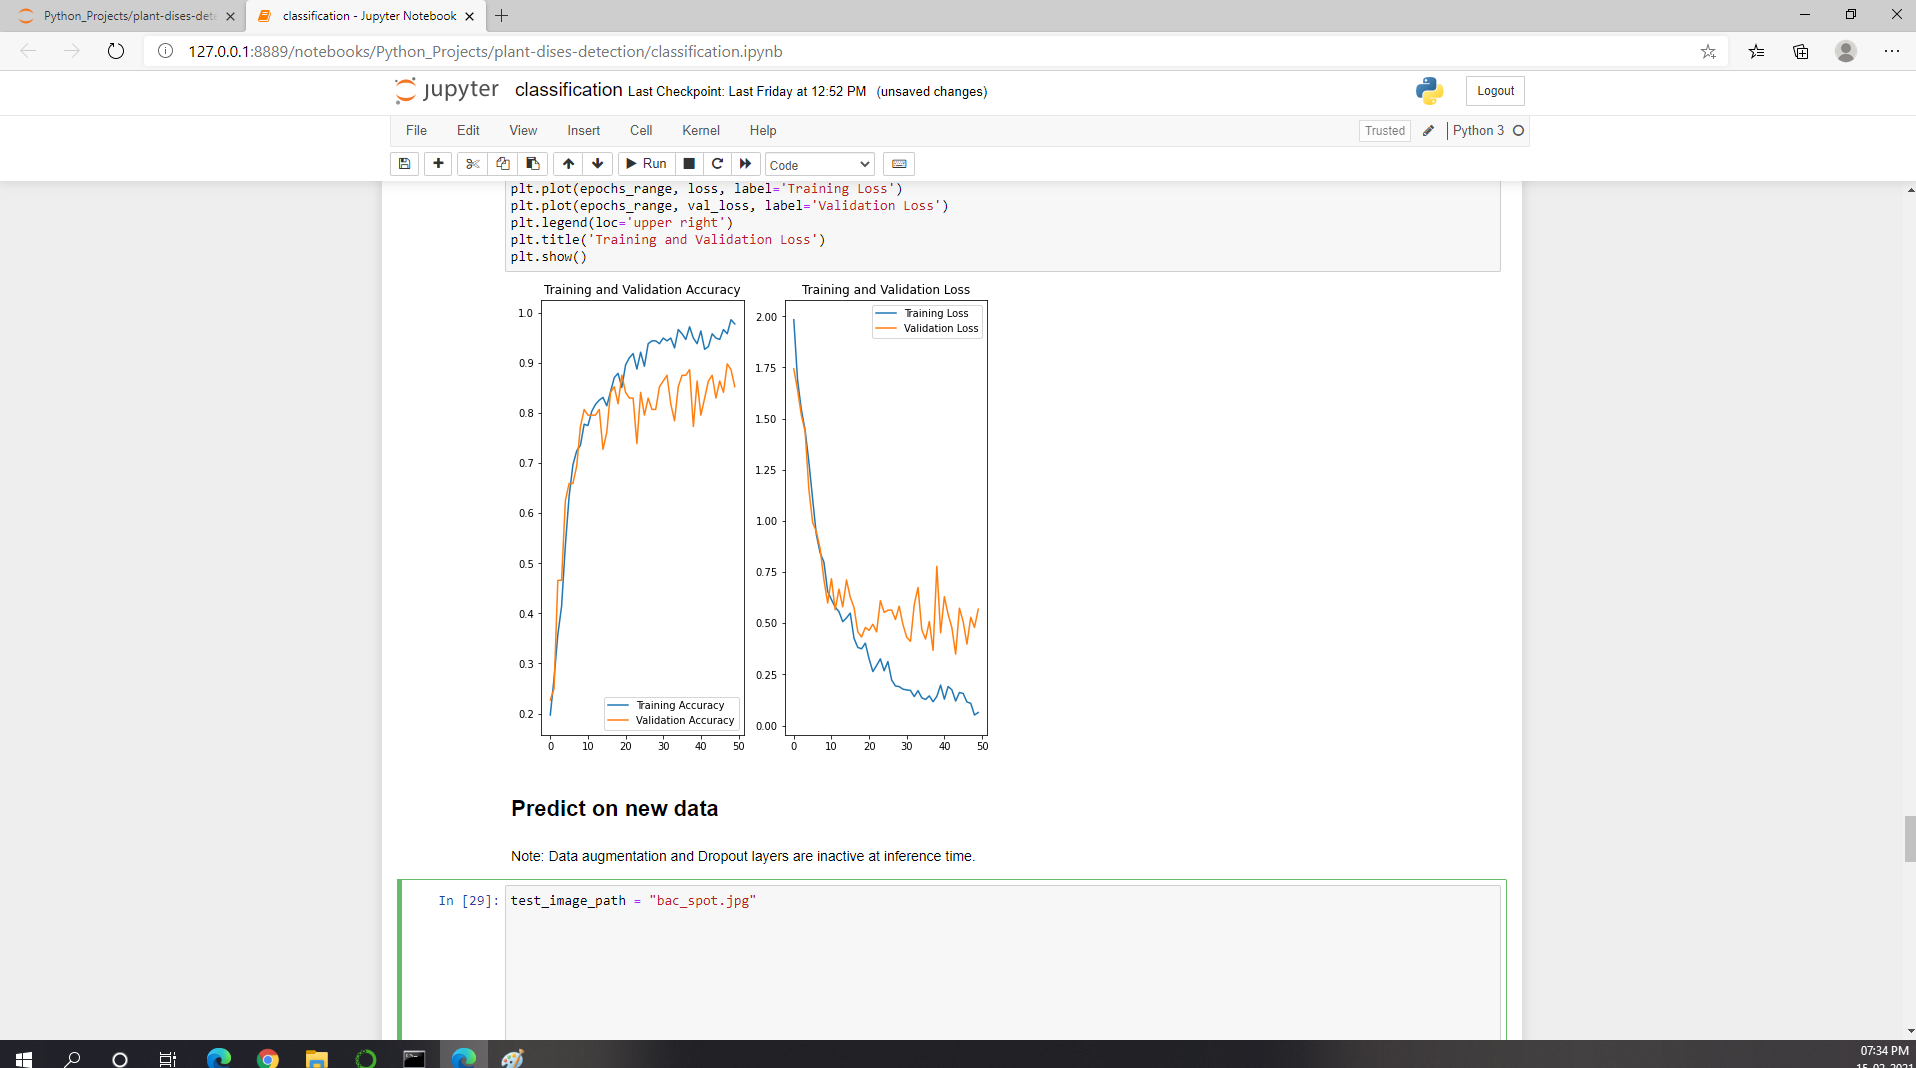 Python_Projects/plant-dises-dete
classification - Jupyter Notebook
127.0.0.1:8889/notebooks/Python_Projects/plant-dises-detection/classification.ipynb
jupyter classification Last Checkpoint: Last Friday at 12:52 PM (unsaved changes)
Logout
File Edit View Insert Cell Kernel Help
Trusted Python 3
Run Code
plt.plot(epochs_range, loss, label='Training Loss')
plt.plot(epochs_range, val_loss, label='Validation Loss')
plt.legend(loc='upper right')
plt.title('Training and Validation Loss')
plt.show()
Training and Validation Accuracy
1.0
0.9
0.8
0.7
0.6
0.5
0.4
0.3
0.2
Training Accuracy
Validation Accuracy
0 10 20 30 40 50
Training and Validation Loss
Training Loss
Validation Loss
2.00
1.75
1.50
1.25
1.00
0.75
0.50
0.25
0.00
0 10 20 30 40 50
Predict on new data
Note: Data augmentation and Dropout layers are inactive at inference time.
In [29]: test_image_path = "bac_spot.jpg"
07:34 PM